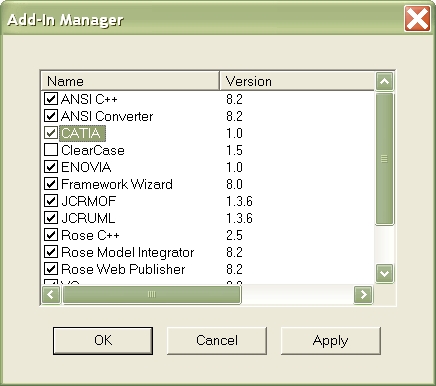 Add-In Manager
Name Version
ANSI C++ 8.2
ANSI Converter 8.2
CATIA 1.0
ClearCase 1.5
ENOVIA 1.0
Framework Wizard 8.0
JCRMOF 1.3.6
JCRUML 1.3.6
Rose C++ 2.5
Rose Model Integrator 8.2
Rose Web Publisher 8.2
OK Cancel Apply